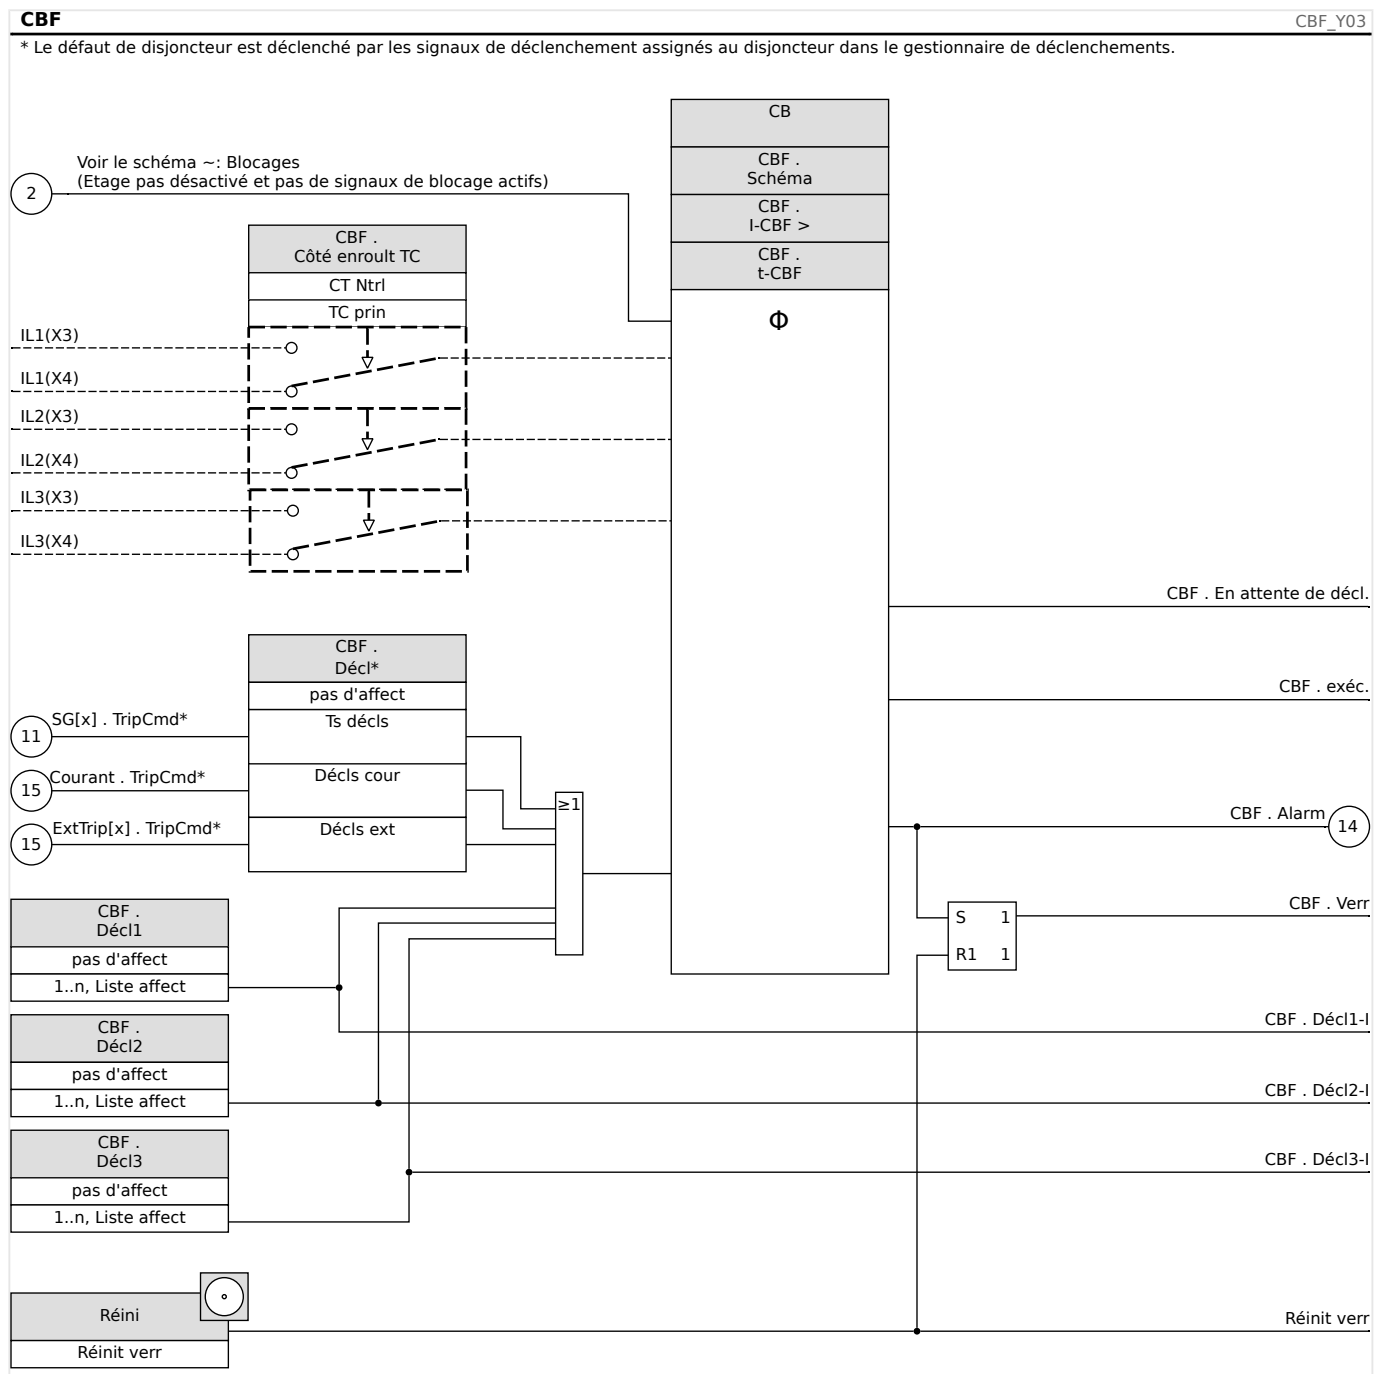 CBF
CBF_Y03
* Le défaut de disjoncteur est déclenché par les signaux de déclenchement assignés au disjoncteur dans le gestionnaire de déclenchements.
CB
CBF .
Schéma
CBF .
I-CBF >
CBF .
t-CBF
Φ
2
Voir le schéma ~: Blocages
(Etage pas désactivé et pas de signaux de blocage actifs)
CBF .
Côté enroult TC
CT Ntrl
TC prin
IL1(X3)
IL1(X4)
IL2(X3)
IL2(X4)
IL3(X3)
IL3(X4)
CBF . En attente de décl.
CBF . exéc.
CBF .
Décl*
pas d'affect
Ts décls
Décls cour
Décls ext
11
SG[x] . TripCmd*
15
Courant . TripCmd*
15
ExtTrip[x] . TripCmd*
≥1
CBF . Alarm
14
CBF . Verr
S 1
R1 1
CBF .
Décl1
pas d'affect
1..n, Liste affect
CBF . Décl1-I
CBF .
Décl2
pas d'affect
1..n, Liste affect
CBF . Décl2-I
CBF .
Décl3
pas d'affect
1..n, Liste affect
CBF . Décl3-I
Réini
Réinit verr
Réinit verr